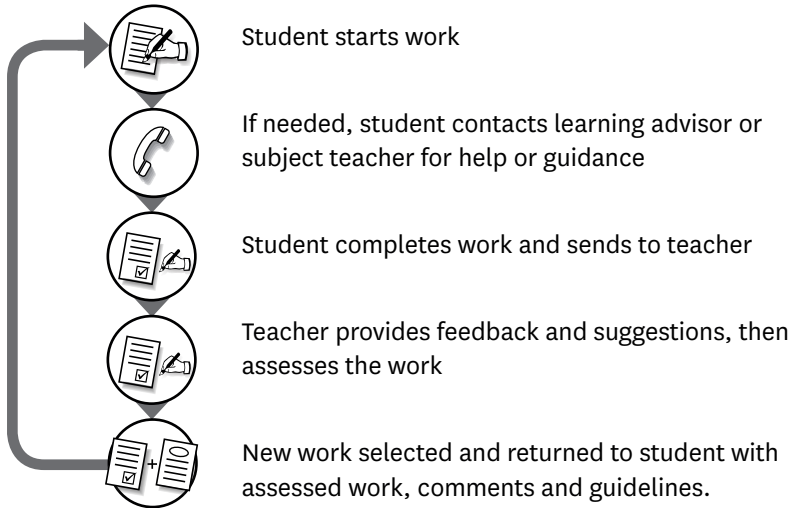 Student starts work
If needed, student contacts learning advisor or
subject teacher for help or guidance
Student completes work and sends to teacher
Teacher provides feedback and suggestions, then
assesses the work
New work selected and returned to student with
assessed work, comments and guidelines.